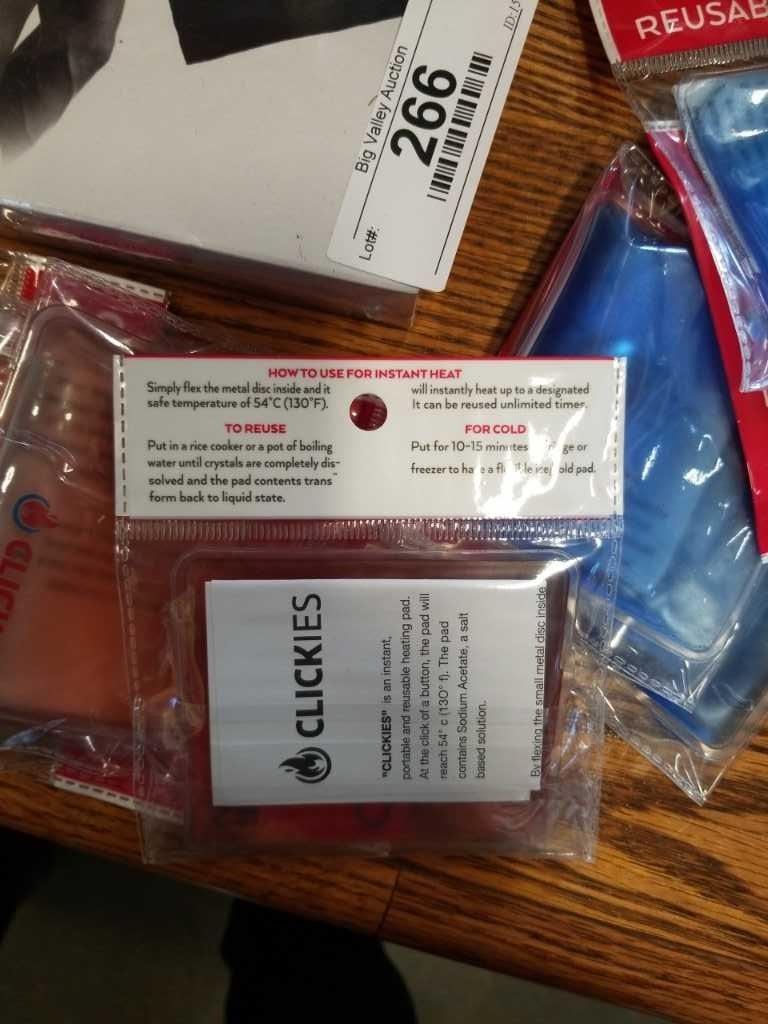 REUSAB
Big Valley Auction
266
Lot#:
HOW TO USE FOR INSTANT HEAT
Simply flex the metal disc inside and it will instantly heat up to a designated
safe temperature of 54°C (130°F). It can be reused unlimited times.
TO REUSE
Put in a rice cooker or a pot of boiling
water until crystals are completely dis-
solved and the pad contents trans
form back to liquid state.
FOR COLD
Put for 10-15 minutes or
freezer to have a cold pad.
CLICKIES
"CLICKIES" is an instant,
portable and reusable heating pad.
At the click of a button, the pad will
reach 54° c (130° f). The pad
contains Sodium Acetate, a salt
based solution.
By flexing the small metal disc inside
CLICK